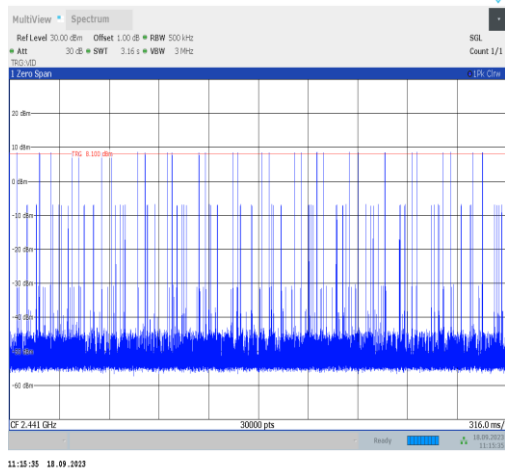 MultiView Spectrum
Ref Level 30.00 dBm Offset 1.00 dB RBW 500 kHz SGL
Att 30 dB SWT 3.16 s VBW 3 MHz Count 1/1
TRG:VID
1 Zero Span 1Pk Clrw
20 dBm
10 dBm
TRG 8.100 dBm
0 dBm
-10 dBm
-20 dBm
-30 dBm
-40 dBm
-50 dBm
-60 dBm
CF 2.441 GHz 30000 pts 316.0 ms/
Ready 18.09.2023
11:15:35
11:15:35 18.09.2023